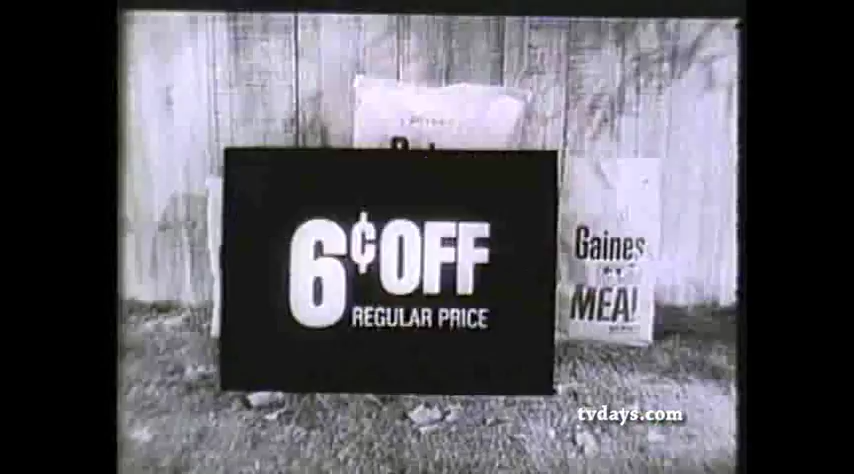 6¢ OFF
REGULAR PRICE
Gaines
MEAL
tvdays.com